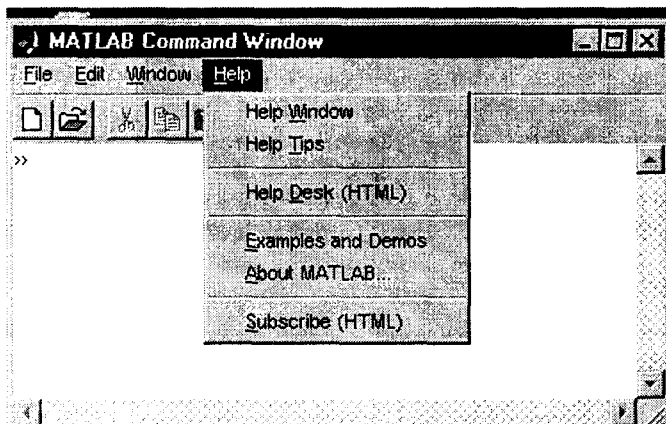 MATLAB Command Window
File Edit Window Help
Help Window
Help Tips
>>
Help Desk (HTML)
Examples and Demos
About MATLAB...
Subscribe (HTML)